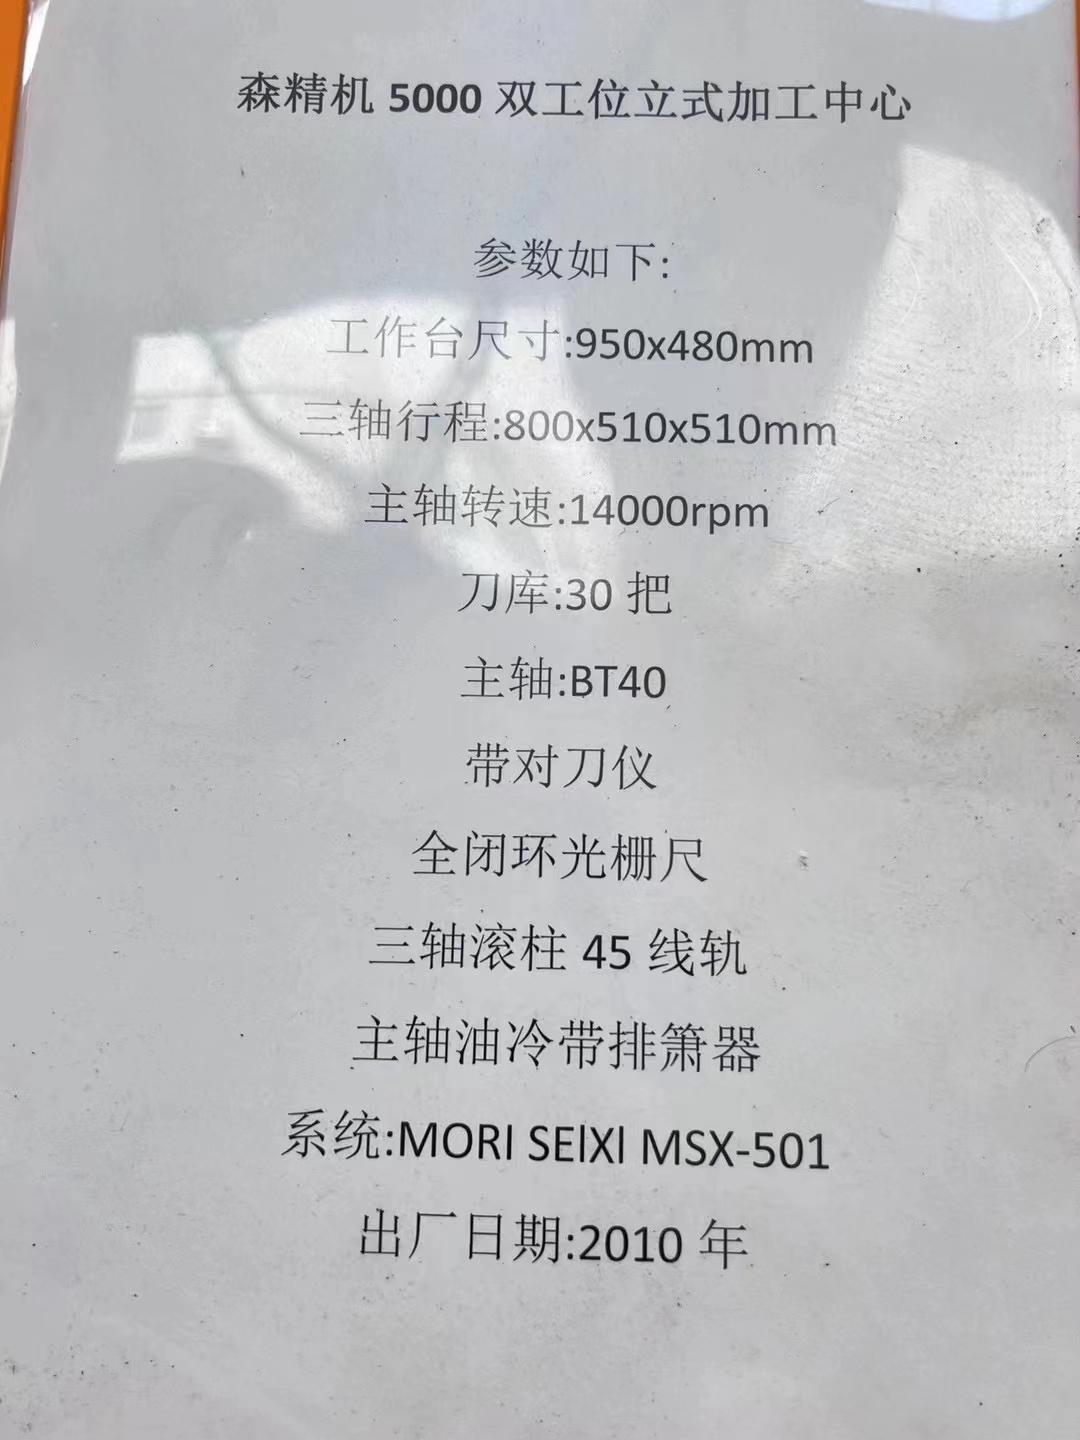 森精机 5000 双工位立式加工中心
参数如下:
工作台尺寸:950x480mm
三轴行程:800x510x510mm
主轴转速:14000rpm
刀库:30 把
主轴:BT40
带对刀仪
全闭环光栅尺
三轴滚柱 45 线轨
主轴油冷带排箫器
系统:MORI SEIXI MSX-501
出厂日期:2010 年